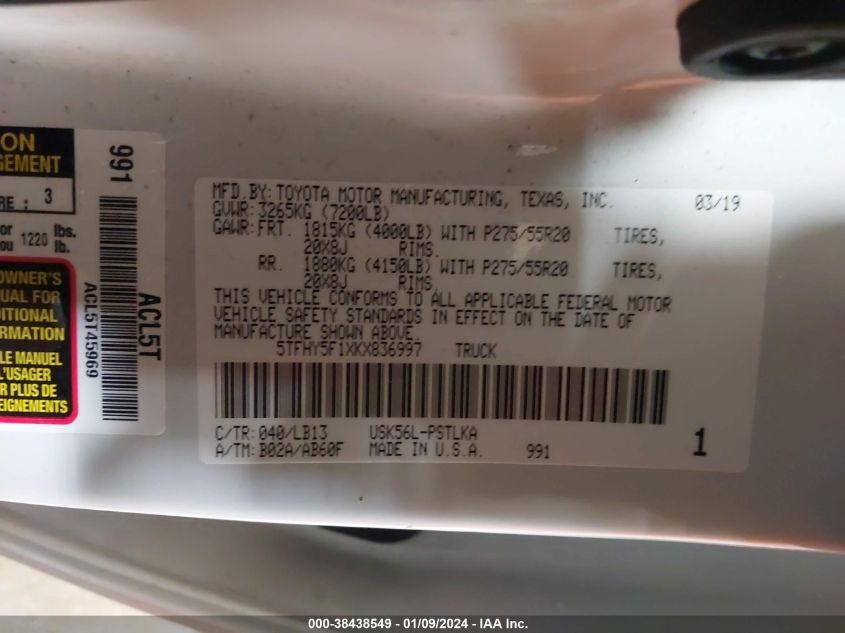 ON
GEMENT
RE : 3
or
ou 1220 lbs.
lb.
OWNER'S
UAL FOR
DITIONAL
ORMATION
LE MANUEL
L'USAGER
R PLUS DE
EIGNEMENTS
991
ACL5T
ACL5T45969
MFD.BY: TOYOTA MOTOR MANUFACTURING, TEXAS, INC. 03/19
GVWR: 3265KG (7200LB)
GAWR: FRT. 1815KG (4000LB) WITH P275/55R20 TIRES,
20X8J RIMS.
RR. 1880KG (4150LB) WITH P275/55R20 TIRES,
20X8J RIMS.
THIS VEHICLE CONFORMS TO ALL APPLICABLE FEDERAL MOTOR
VEHICLE SAFETY STANDARDS IN EFFECT ON THE DATE OF
MANUFACTURE SHOWN ABOVE.
5TFHY5F1XKX836997 TRUCK
C/TR: 040/LB13 USK56L-PSTLKA
A/TM: B02A/AB60F MADE IN U.S.A. 991 1
000-38438549 - 01/09/2024 - IAA Inc.